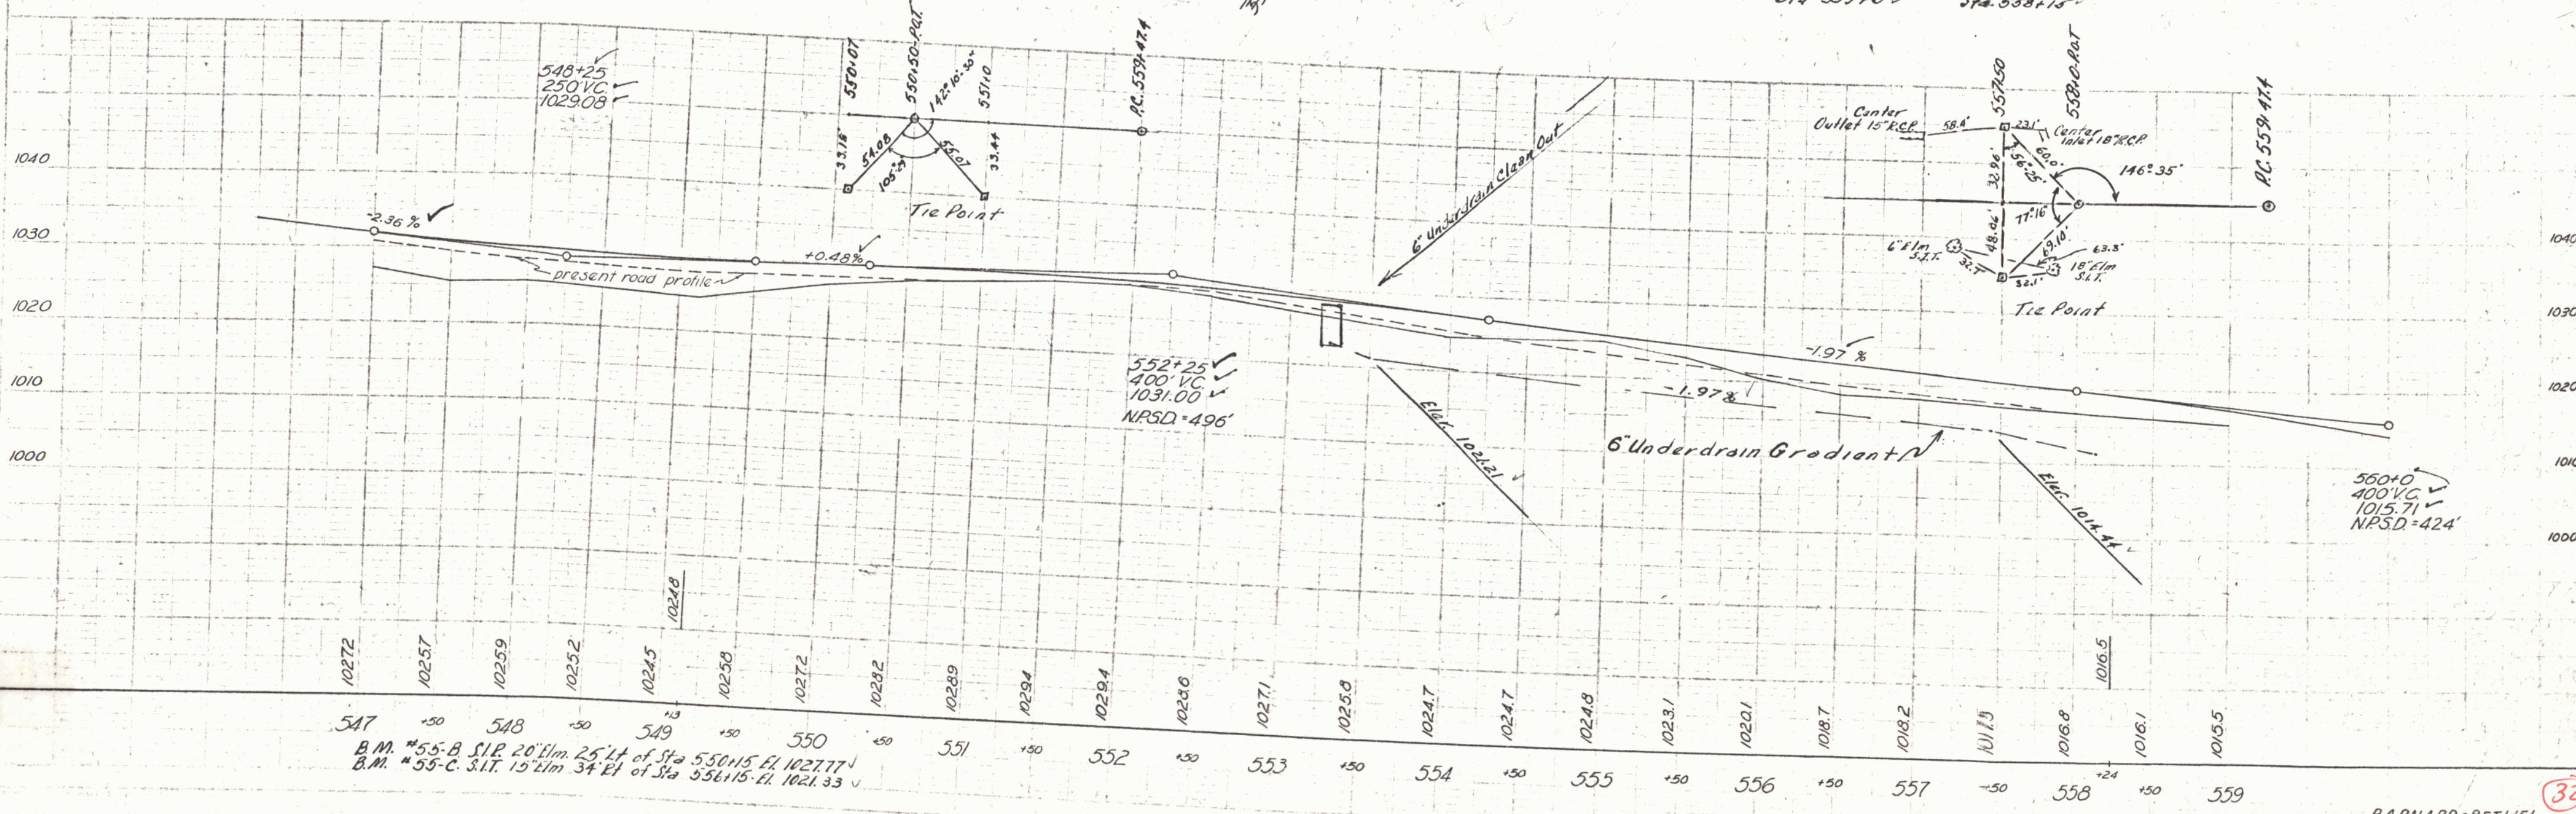 Sta. 558+15
548+25
250'V.C.
1029.08
550+07
550+50-P.O.T.
142°10'30"
551+0
P.C. 559+47.4
33.18'
54.08
105°29'
55.07
33.44
Tie Point
6" Underdrain Clean Out
557+50
558+0-P.O.T.
P.C. 559+47.4
Center
Outlet 15" R.C.P.
58.4'
23.1'
Center
Inlet 18" R.C.P.
32.96'
56°25'
60.0'
146°35'
77°16'
48.06'
69.10'
63.3'
6" Elm
S.I.T.
32.7'
18" Elm
S.I.T.
32.1'
Tie Point
1040
1030
1020
1010
1000
-2.36 %
+0.48%
present road profile
-1.97 %
-1.97%
552+25
400' V.C.
1031.00
N.P.S.D. = 496'
Elev. 1021.21
6" Underdrain Gradient
Elev. 1014.44
560+0
400'V.C.
1015.71
N.P.S.D. = 424'
1040
1030
1020
1010
1000
1024.8
1016.5
1027.2 1025.7 1025.9 1025.2 1024.5 1025.8 1027.2 1028.2 1028.9 1029.4 1029.4 1028.6 1027.1 1025.8 1024.7 1024.7 1024.8 1023.1 1020.1 1018.7 1018.2 1017.5 1016.8 1016.1 1015.5
547 +50 548 +50 549 +13 +50 550 +50 551 +50 552 +50 553 +50 554 +50 555 +50 556 +50 557 +50 558 +24 +50 559
B.M. #55-B S.I.P. 20" Elm. 25' Lt of Sta 550+15 El. 1027.77
B.M. #55-C. S.I.T. 15" Elm 34' Rt of Sta 556+15-El. 1021.33
32